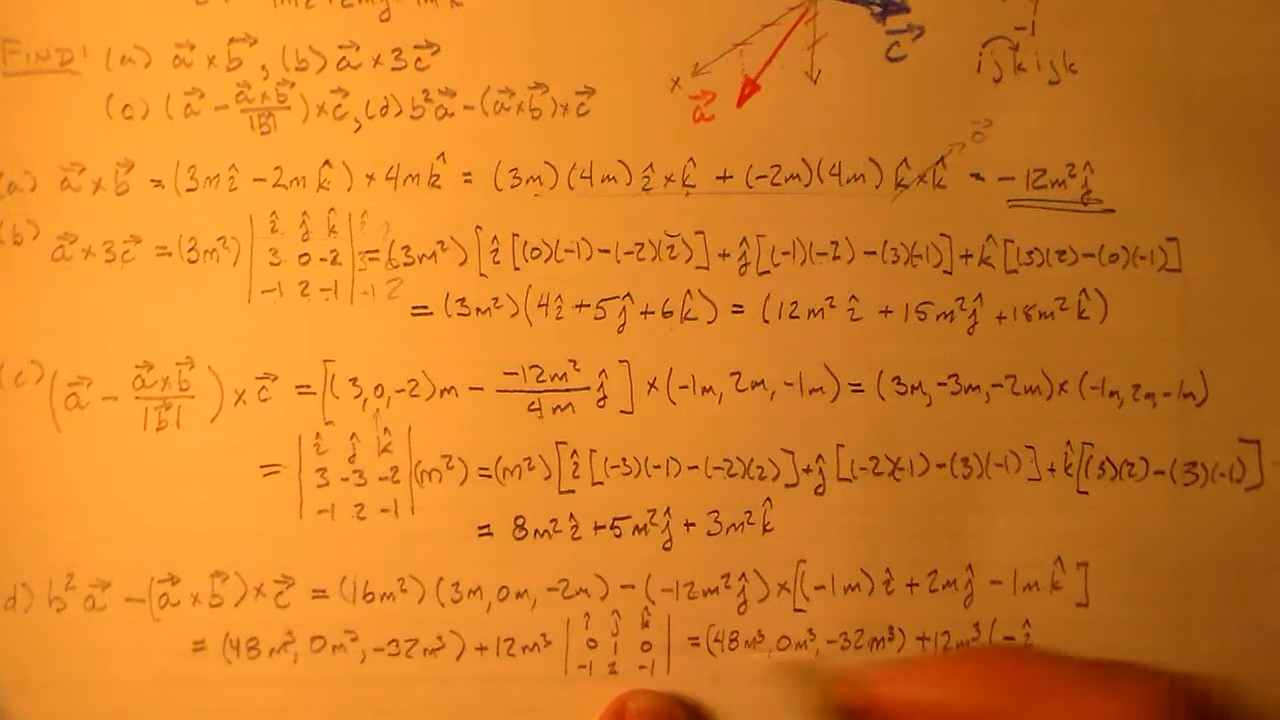 FIND: (a) a⃗ × b⃗, (b) a⃗ × 3c⃗
(c) (a⃗ - a⃗×b⃗/|b⃗|) × c⃗, (d) b²a⃗ - (a⃗×b⃗)×c⃗
x
a⃗
c⃗
-1
ijkijk
(a) a⃗ × b⃗ = (3m î - 2m k̂) × 4m k̂ = (3m)(4m) î×k̂ + (-2m)(4m) k̂×k̂ 0⃗ = -12m² ĵ
(b) a⃗ × 3c⃗ = (3m²) | î ĵ k̂ | = (3m²)[î[(0)(-1)-(-2)(2)] + ĵ[(-1)(-2)-(3)(-1)] + k̂[(3)(2)-(0)(-1)]
3 0 -2
-1 2 -1 -1 2
= (3m²)(4î + 5ĵ + 6k̂) = (12m² î + 15m² ĵ + 18m² k̂)
(c) (a⃗ - a⃗×b⃗/|b⃗|) × c⃗ = [(3,0,-2)m - -12m²/4m ĵ] × (-1m, 2m, -1m) = (3m, -3m, -2m) × (-1m, 2m, -1m)
= | î ĵ k̂ |
3 -3 -2 (m²) = (m²)[î[(-3)(-1)-(-2)(2)] + ĵ[(-2)(-1)-(3)(-1)] + k̂[(3)(2)-(3)(-1)]
-1 2 -1
= 8m² î + 5m² ĵ + 3m² k̂
d) b²a⃗ - (a⃗×b⃗)×c⃗ = (16m²)(3m, 0m, -2m) - (-12m² ĵ) × [(-1m) î + 2m ĵ - 1m k̂]
= (48m³, 0m³, -32m³) + 12m³ | î ĵ k̂ | = (48m³, 0m³, -32m³) + 12m³ (-î
0 1 0
-1 2 -1